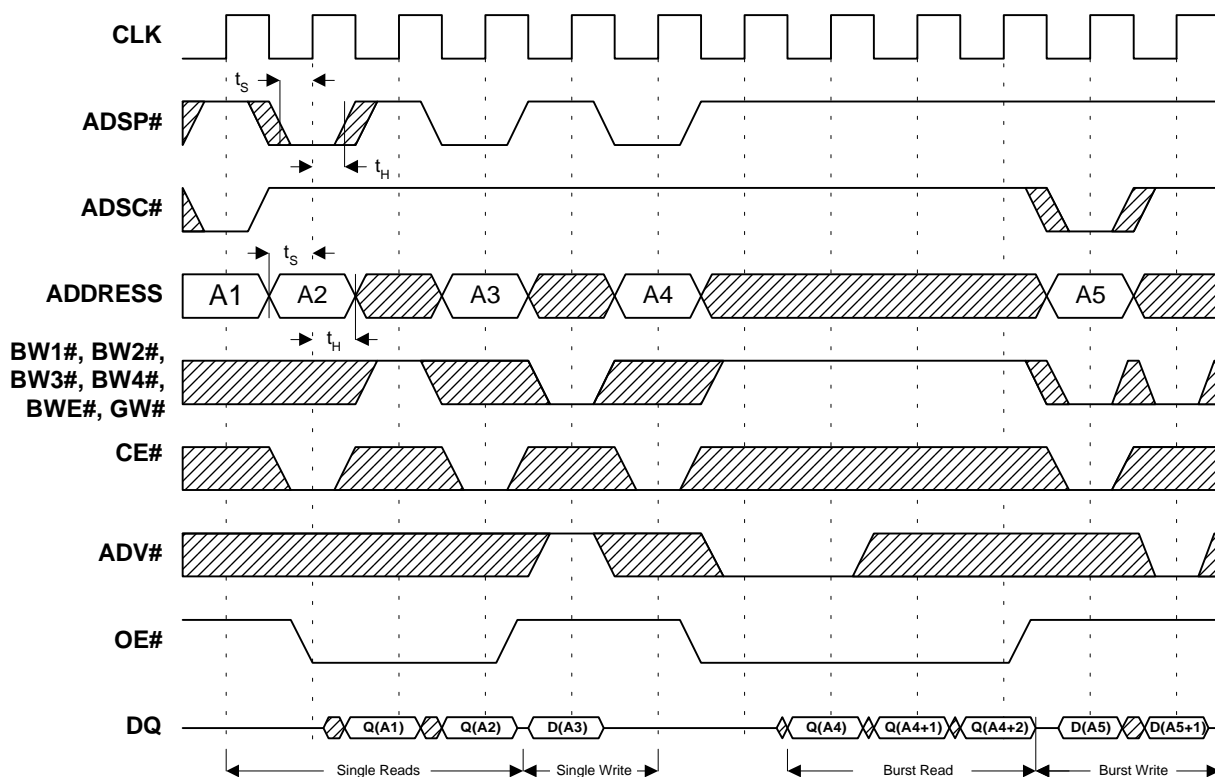 CLK
t_S
ADSP#
t_H
ADSC#
t_S
ADDRESS
A1
A2
A3
A4
A5
t_H
BW1#, BW2#,
BW3#, BW4#,
BWE#, GW#
CE#
ADV#
OE#
DQ
Q(A1)
Q(A2)
D(A3)
Q(A4)
Q(A4+1)
Q(A4+2)
D(A5)
D(A5+1)
Single Reads
Single Write
Burst Read
Burst Write